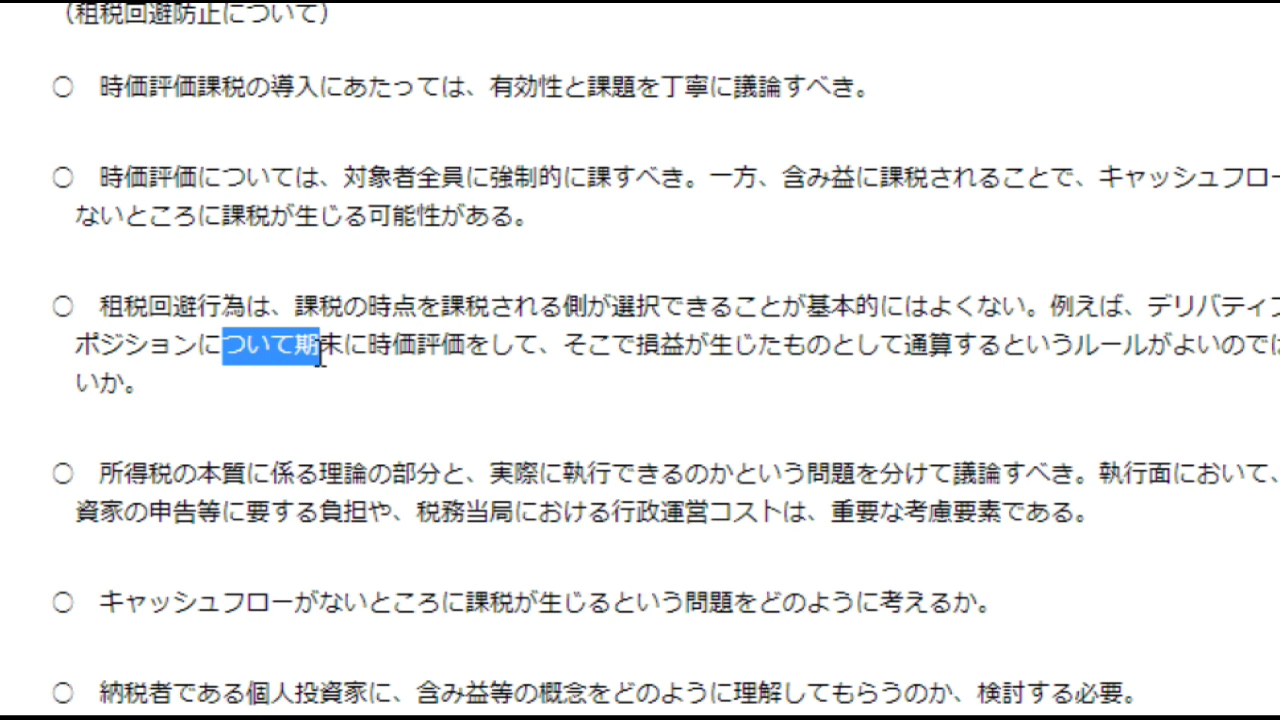 （租税回避防止について）
○　時価評価課税の導入にあたっては、有効性と課題を丁寧に議論すべき。
○　時価評価については、対象者全員に強制的に課すべき。一方、含み益に課税されることで、キャッシュフロー
ないところに課税が生じる可能性がある。
○　租税回避行為は、課税の時点を課税される側が選択できることが基本的にはよくない。例えば、デリバティブ
ポジションについて期末に時価評価をして、そこで損益が生じたものとして通算するというルールがよいのでは
いか。
○　所得税の本質に係る理論の部分と、実際に執行できるのかという問題を分けて議論すべき。執行面において、
資家の申告等に要する負担や、税務当局における行政運営コストは、重要な考慮要素である。
○　キャッシュフローがないところに課税が生じるという問題をどのように考えるか。
○　納税者である個人投資家に、含み益等の概念をどのように理解してもらうのか、検討する必要。